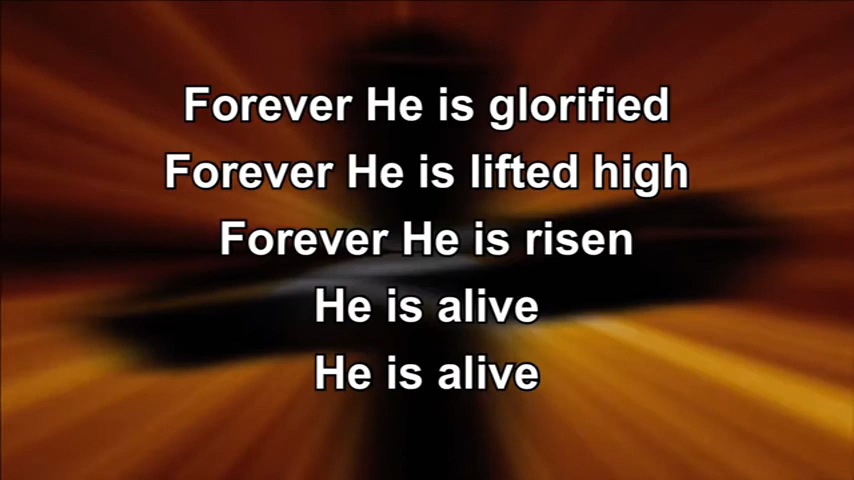 Forever He is glorified
Forever He is lifted high
Forever He is risen
He is alive
He is alive